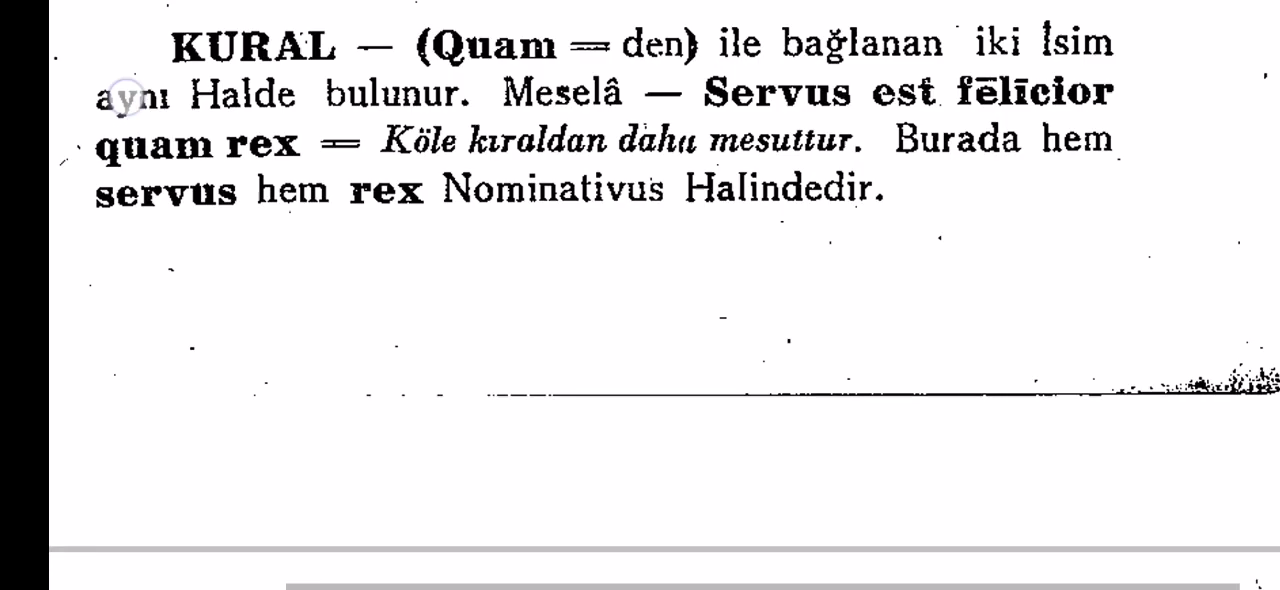 KURAL — (Quam = den) ile bağlanan iki İsim
aynı Halde bulunur. Meselâ — Servus est fēlīcior
quam rex = Köle kıraldan daha mesuttur. Burada hem
servus hem rex Nominativus Halindedir.